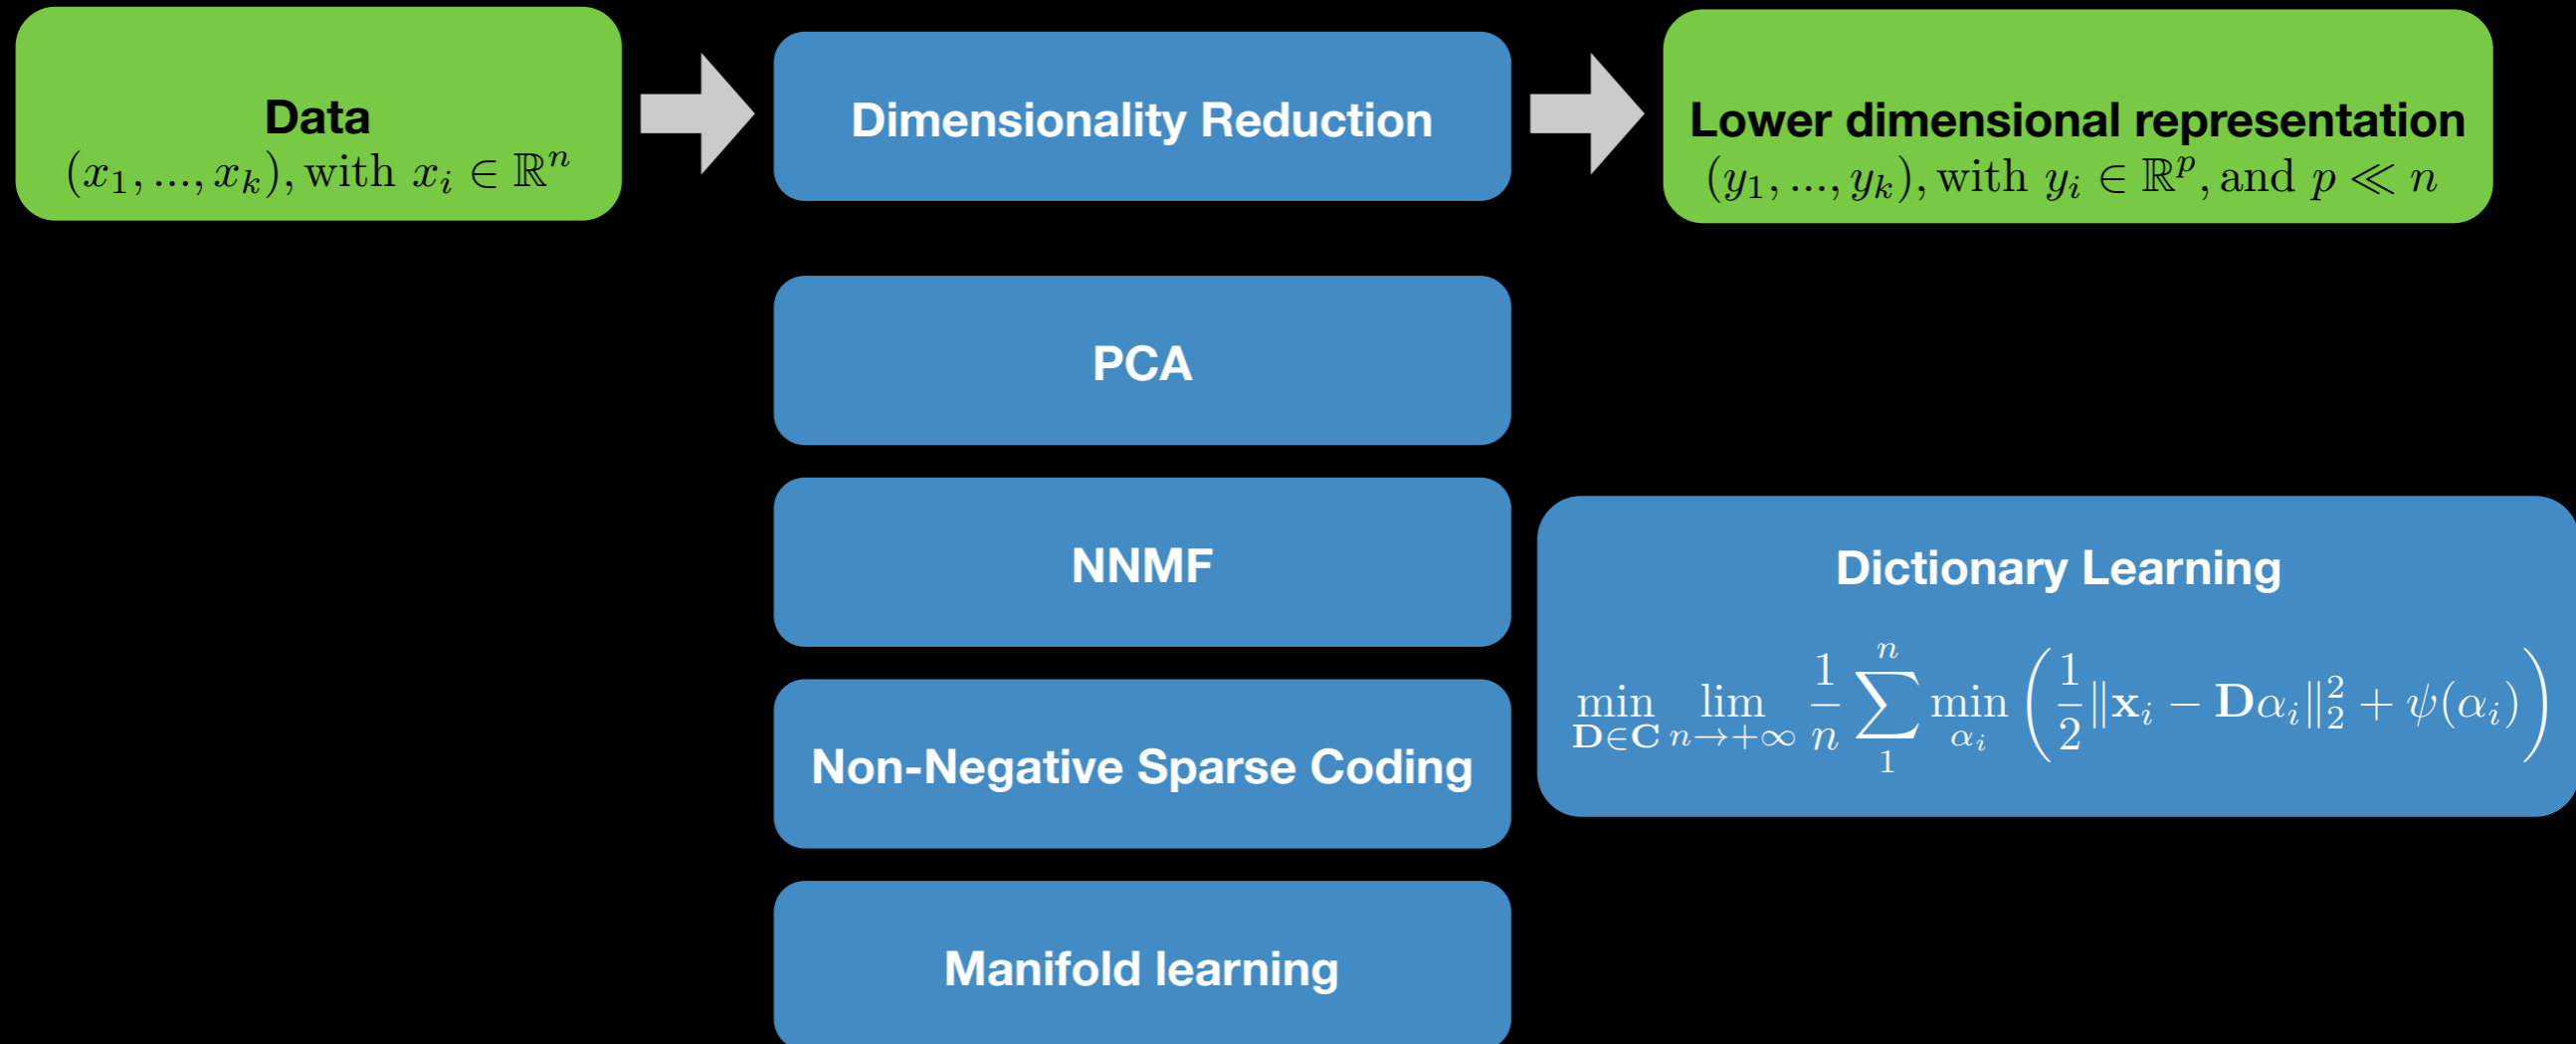 Data
(x_1, ..., x_k), with x_i ∈ ℝ^n
Dimensionality Reduction
Lower dimensional representation
(y_1, ..., y_k), with y_i ∈ ℝ^p, and p ≪ n
PCA
NNMF
Dictionary Learning
min_{D∈C} lim_{n→+∞} 1/n ∑_1^n min_{α_i} (1/2 ‖x_i − Dα_i‖_2^2 + ψ(α_i))
Non-Negative Sparse Coding
Manifold learning